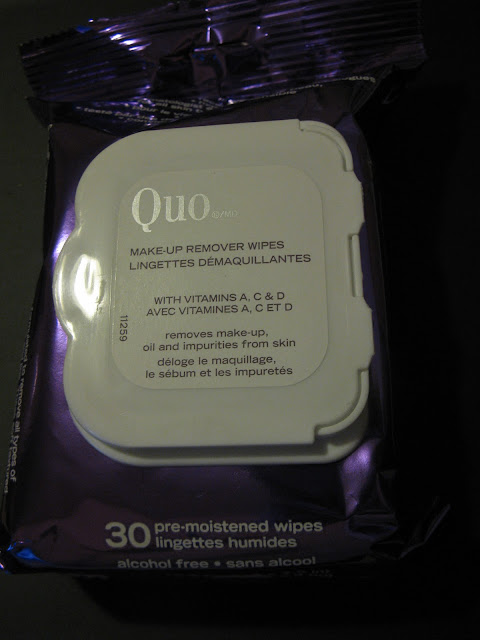 Quo
MAKE-UP REMOVER WIPES
LINGETTES DÉMAQUILLANTES
WITH VITAMINS A, C & D
AVEC VITAMINES A, C ET D
removes make-up,
oil and impurities from skin
déloge le maquillage,
le sébum et les impuretés
11259
30 pre-moistened wipes
lingettes humides
alcohol free • sans alcool